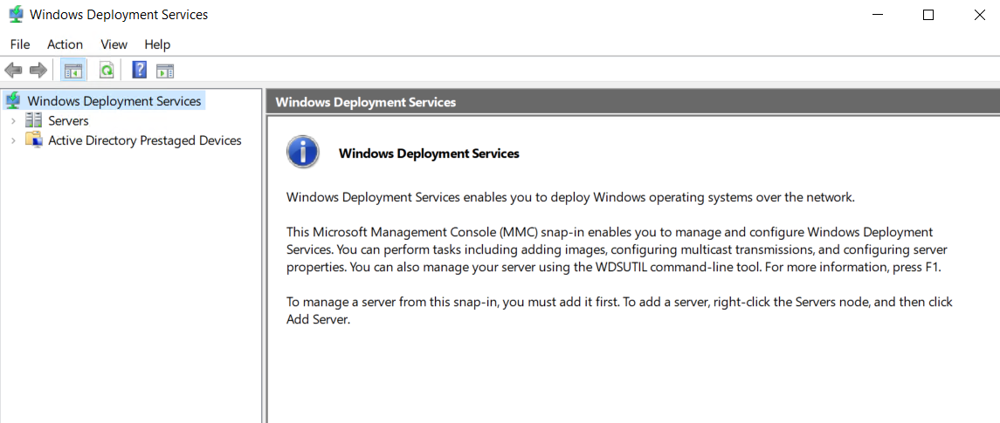 Windows Deployment Services
File Action View Help
Windows Deployment Services
Servers
Active Directory Prestaged Devices
Windows Deployment Services
Windows Deployment Services
Windows Deployment Services enables you to deploy Windows operating systems over the network.
This Microsoft Management Console (MMC) snap-in enables you to manage and configure Windows Deployment
Services. You can perform tasks including adding images, configuring multicast transmissions, and configuring server
properties. You can also manage your server using the WDSUTIL command-line tool. For more information, press F1.
To manage a server from this snap-in, you must add it first. To add a server, right-click the Servers node, and then click
Add Server.